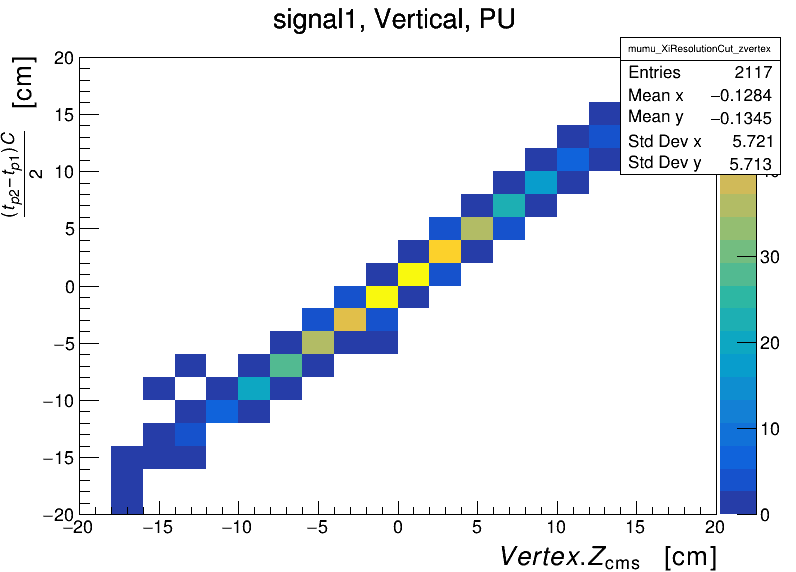 signal1, Vertical, PU
mumu_XiResolutionCut_zvertex
Entries 2117
Mean x −0.1284
Mean y −0.1345
Std Dev x 5.721
Std Dev y 5.713
(t_p2−t_p1)C
2
[cm]
20
15
10
5
0
−5
−10
−15
−20
30
20
10
0
−20 −15 −10 −5 0 5 10 15 20
Vertex.Z_cms [cm]